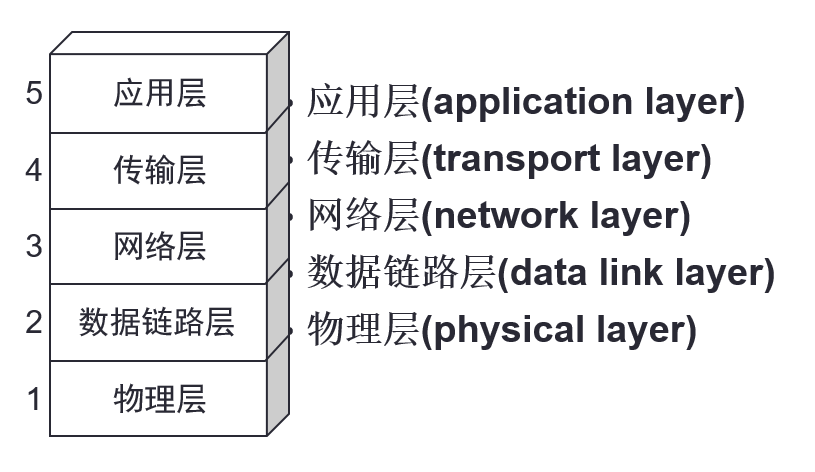 5 应用层
4 传输层
3 网络层
2 数据链路层
1 物理层
应用层(application layer)
传输层(transport layer)
网络层(network layer)
数据链路层(data link layer)
物理层(physical layer)